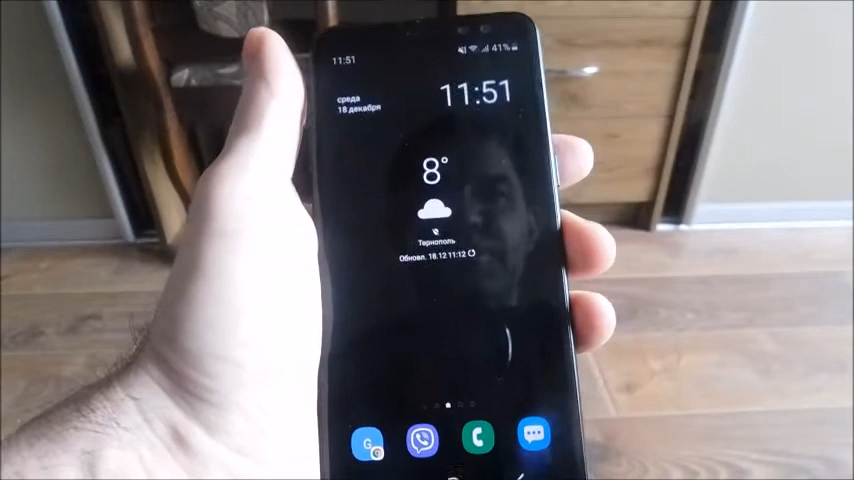 11:51
41%
11:51
среда
18 декабря
8°
Тернополь
Обновл. 18.12 11:12
G